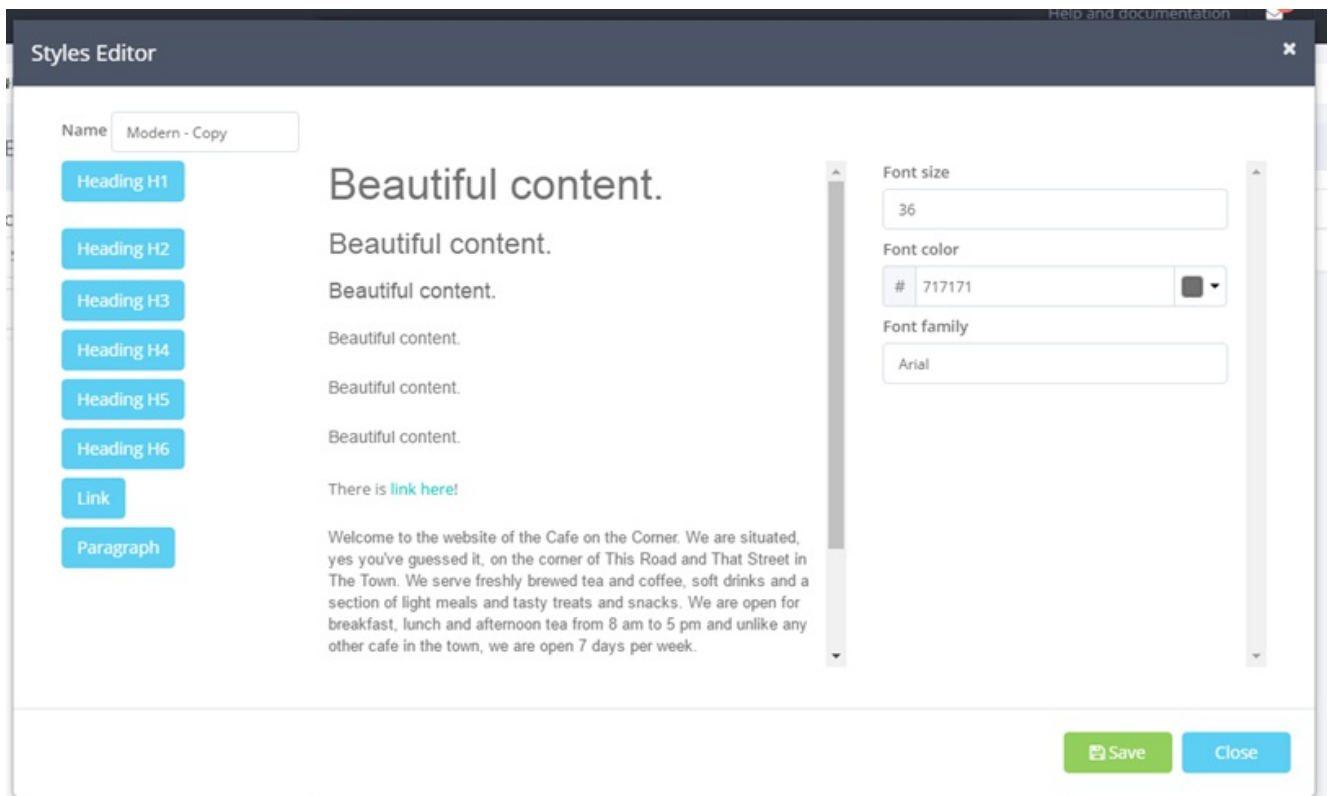 Help and documentation
Styles Editor
Name
Modern - Copy
Heading H1
Heading H2
Heading H3
Heading H4
Heading H5
Heading H6
Link
Paragraph
Beautiful content.
Beautiful content.
Beautiful content.
Beautiful content.
Beautiful content.
Beautiful content.
There is link here!
Welcome to the website of the Cafe on the Corner. We are situated,
yes you've guessed it, on the corner of This Road and That Street in
The Town. We serve freshly brewed tea and coffee, soft drinks and a
section of light meals and tasty treats and snacks. We are open for
breakfast, lunch and afternoon tea from 8 am to 5 pm and unlike any
other cafe in the town, we are open 7 days per week.
Font size
36
Font color
# 717171
Font family
Arial
Save
Close